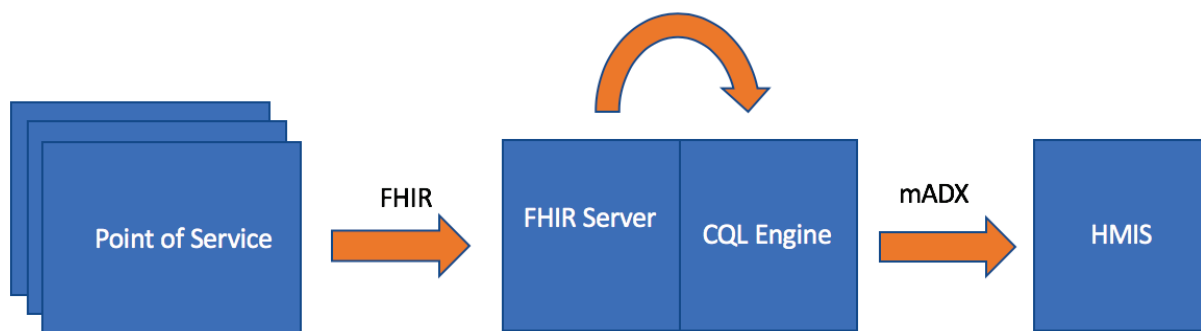 Point of Service
FHIR
FHIR Server
CQL Engine
mADX
HMIS